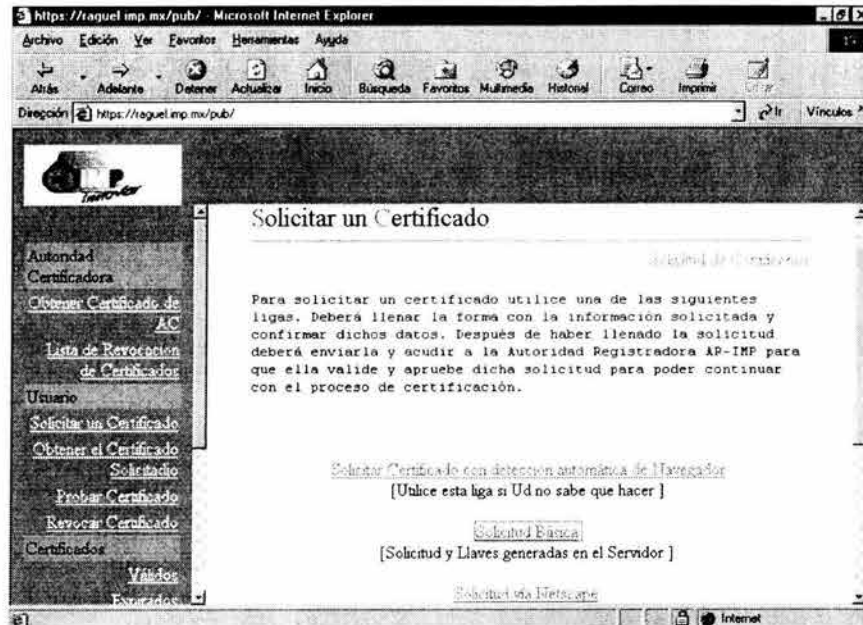 https://raguel.imp.mx/pub/ - Microsoft Internet Explorer
Archivo Edición Ver Favoritos Herramientas Ayuda
Atrás Adelante Detener Actualizar Inicio Búsqueda Favoritos Multimedia Historial Correo Imprimir
Dirección https://raguel.imp.mx/pub/ Ir Vínculos
IMP
Autoridad
Certificadora
Obtener Certificado de
AC
Lista de Revocación
de Certificados
Usuario
Solicitar un Certificado
Obtener el Certificado
Solicitadio
Probar Certificado
Revocar Certificado
Certificados
Válidos
Expirados
Solicitar un Certificado
Solicitud de Certificado
Para solicitar un certificado utilice una de las siguientes
ligas. Deberá llenar la forma con la información solicitada y
confirmar dichos datos. Después de haber llenado la solicitud
deberá enviarla y acudir a la Autoridad Registradora AP-IMP para
que ella valide y apruebe dicha solicitud para poder continuar
con el proceso de certificación.
Solicitar Certificado con detección automática de Navegador
[Utilice esta liga si Ud no sabe que hacer ]
Solicitud Básica
[Solicitud y Llaves generadas en el Servidor ]
Solicitud vía Netscape
Internet